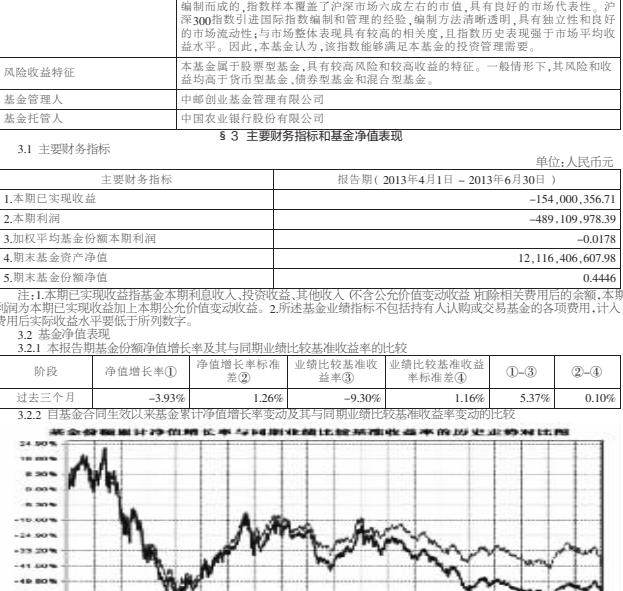 编制而成的,指数样本覆盖了沪深市场六成左右的市值,具有良好的市场代表性。沪
深300指数引进国际指数编制和管理的经验,编制方法清晰透明,具有独立性和良好
的市场流动性;与市场整体表现具有较高的相关度,且指数历史表现强于市场平均收
益水平。因此,本基金认为,该指数能够满足本基金的投资管理需要。
风险收益特征
本基金属于股票型基金,具有较高风险和较高收益的特征。一般情形下,其风险和收
益均高于货币型基金、债券型基金和混合型基金。
基金管理人 中邮创业基金管理有限公司
基金托管人 中国农业银行股份有限公司
§3 主要财务指标和基金净值表现
3.1 主要财务指标
单位:人民币元
主要财务指标 报告期( 2013年4月1日 - 2013年6月30日 )
1.本期已实现收益 -154,000,356.71
2.本期利润 -489,109,978.39
3.加权平均基金份额本期利润 -0.0178
4.期末基金资产净值 12,116,406,607.98
5.期末基金份额净值 0.4446
注:1.本期已实现收益指基金本期利息收入、投资收益、其他收入(不含公允价值变动收益)扣除相关费用后的余额,本期
利润为本期已实现收益加上本期公允价值变动收益。2.所述基金业绩指标不包括持有人认购或交易基金的各项费用,计入
费用后实际收益水平要低于所列数字。
3.2 基金净值表现
3.2.1 本报告期基金份额净值增长率及其与同期业绩比较基准收益率的比较
阶段 净值增长率① 净值增长率标准差② 业绩比较基准收益率③ 业绩比较基准收益率标准差④ ①-③ ②-④
过去三个月 -3.93% 1.26% -9.30% 1.16% 5.37% 0.10%
3.2.2 自基金合同生效以来基金累计净值增长率变动及其与同期业绩比较基准收益率变动的比较
24.90%
16.60%
8.30%
0.00%
-8.30%
-16.60%
-24.90%
-33.20%
-41.50%
-49.80%